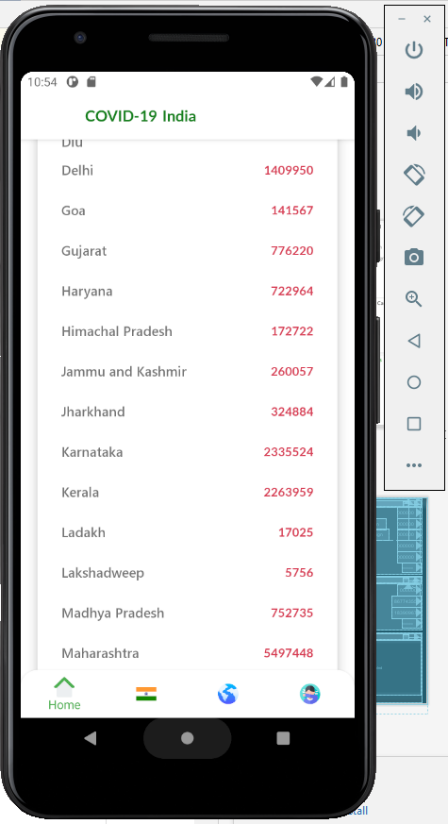 10:54
COVID-19 India
Diu
Delhi 1409950
Goa 141567
Gujarat 776220
Haryana 722964
Himachal Pradesh 172722
Jammu and Kashmir 260057
Jharkhand 324884
Karnataka 2335524
Kerala 2263959
Ladakh 17025
Lakshadweep 5756
Madhya Pradesh 752735
Maharashtra 5497448
Home